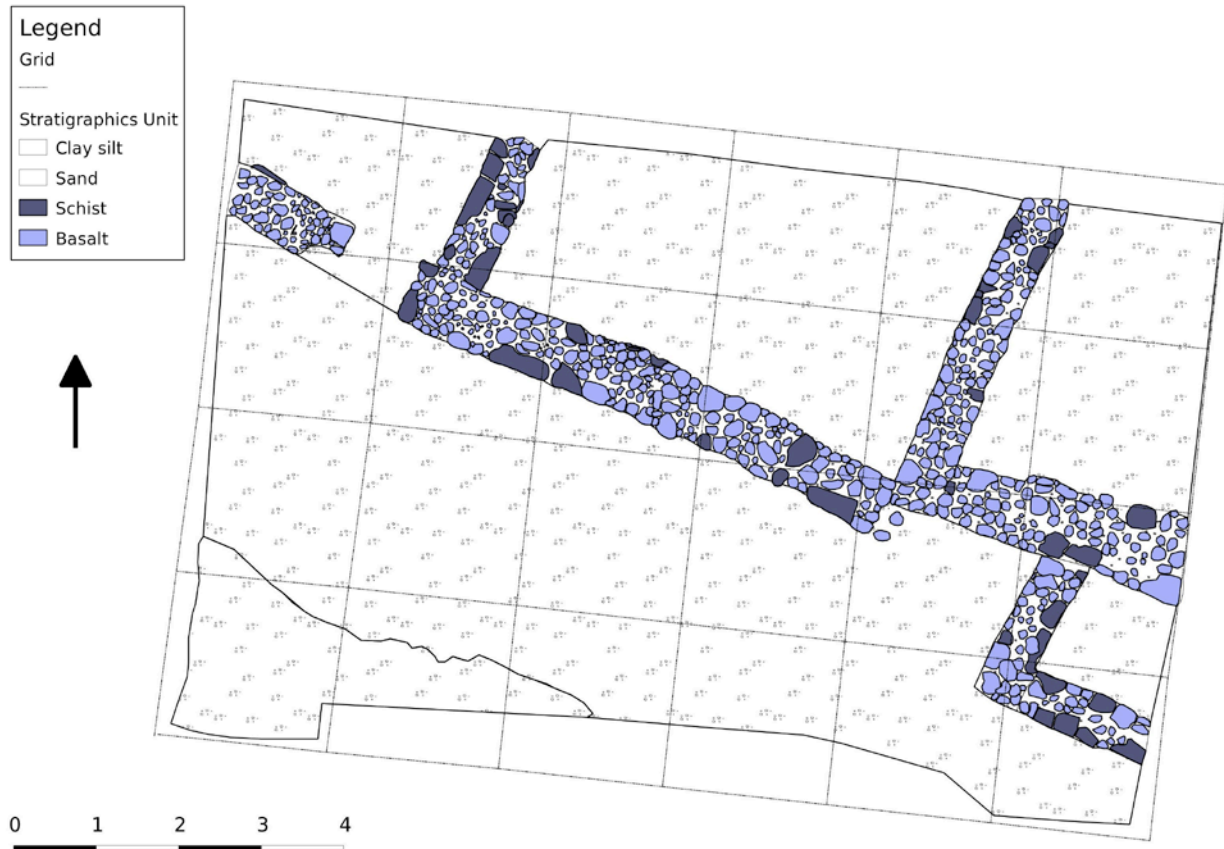 Legend
Grid
Stratigraphics Unit
Clay silt
Sand
Schist
Basalt
0 1 2 3 4